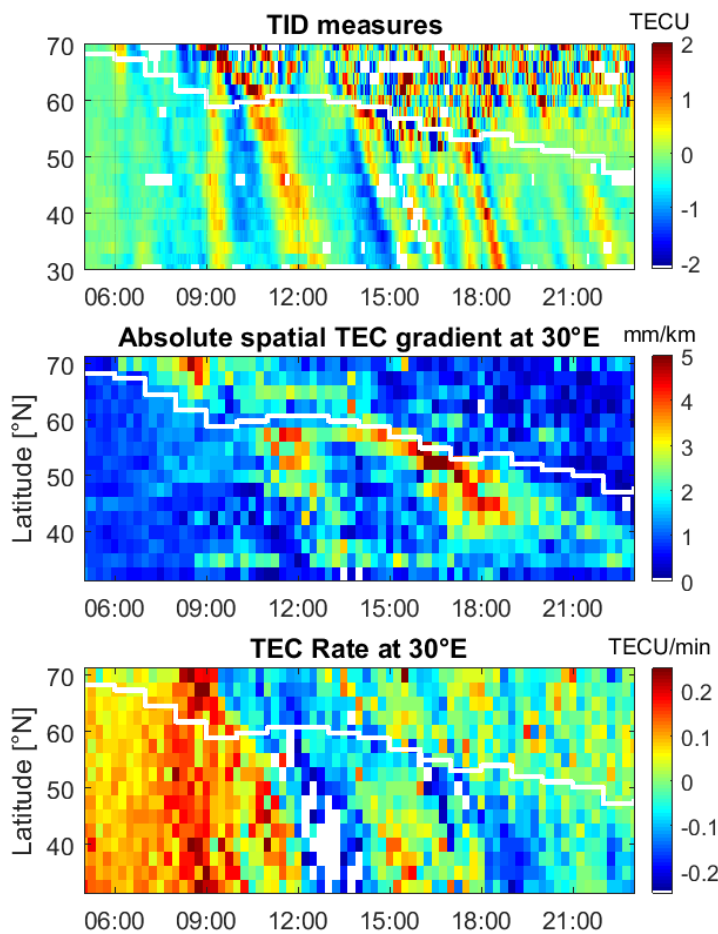 TID measures
TECU
70
60
50
40
30
2
1
0
-1
-2
06:00 09:00 12:00 15:00 18:00 21:00
Absolute spatial TEC gradient at 30°E
mm/km
Latitude [°N]
70
60
50
40
5
4
3
2
1
0
06:00 09:00 12:00 15:00 18:00 21:00
TEC Rate at 30°E
TECU/min
Latitude [°N]
70
60
50
40
0.2
0.1
0
-0.1
-0.2
06:00 09:00 12:00 15:00 18:00 21:00